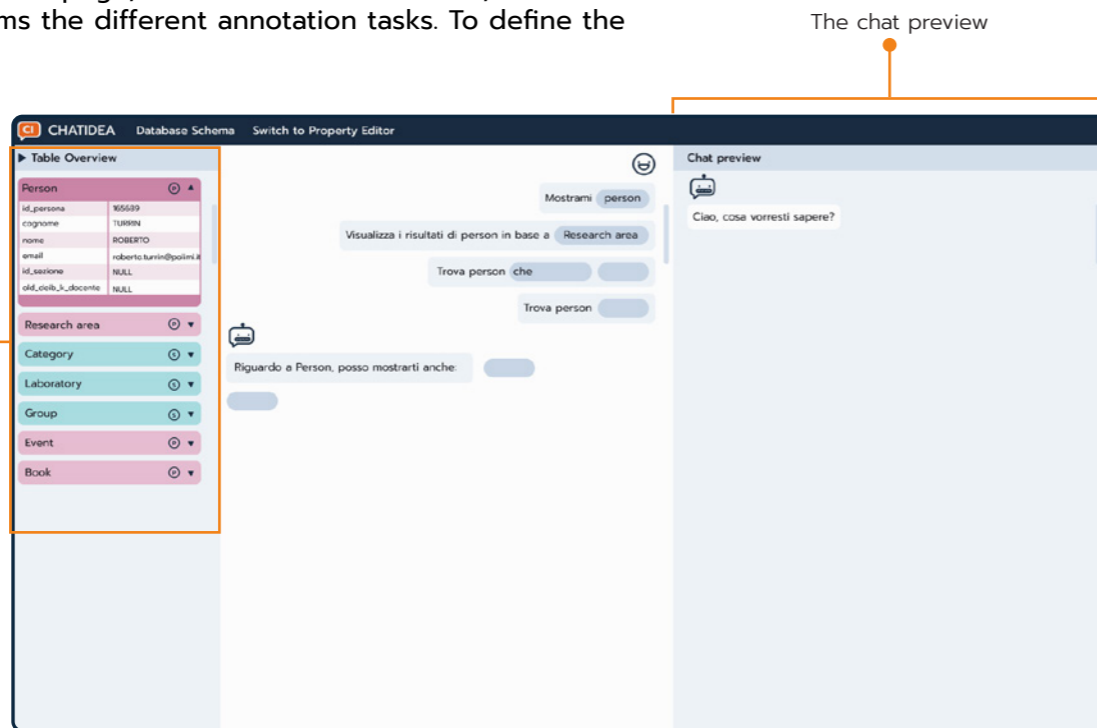 ms the different annotation tasks. To define the
The chat preview
CI CHATIDEA Database Schema Switch to Property Editor
Table Overview
Person P
id_persona 165539
cognome TURRIN
nome ROBERTO
email roberto.turrin@polimi.it
id_sezione NULL
old_deib_k_docente NULL
Research area P
Category S
Laboratory S
Group S
Event P
Book P
Mostrami person
Visualizza i risultati di person in base a Research area
Trova person che
Trova person
Riguardo a Person, posso mostrarti anche:
Chat preview
Ciao, cosa vorresti sapere?